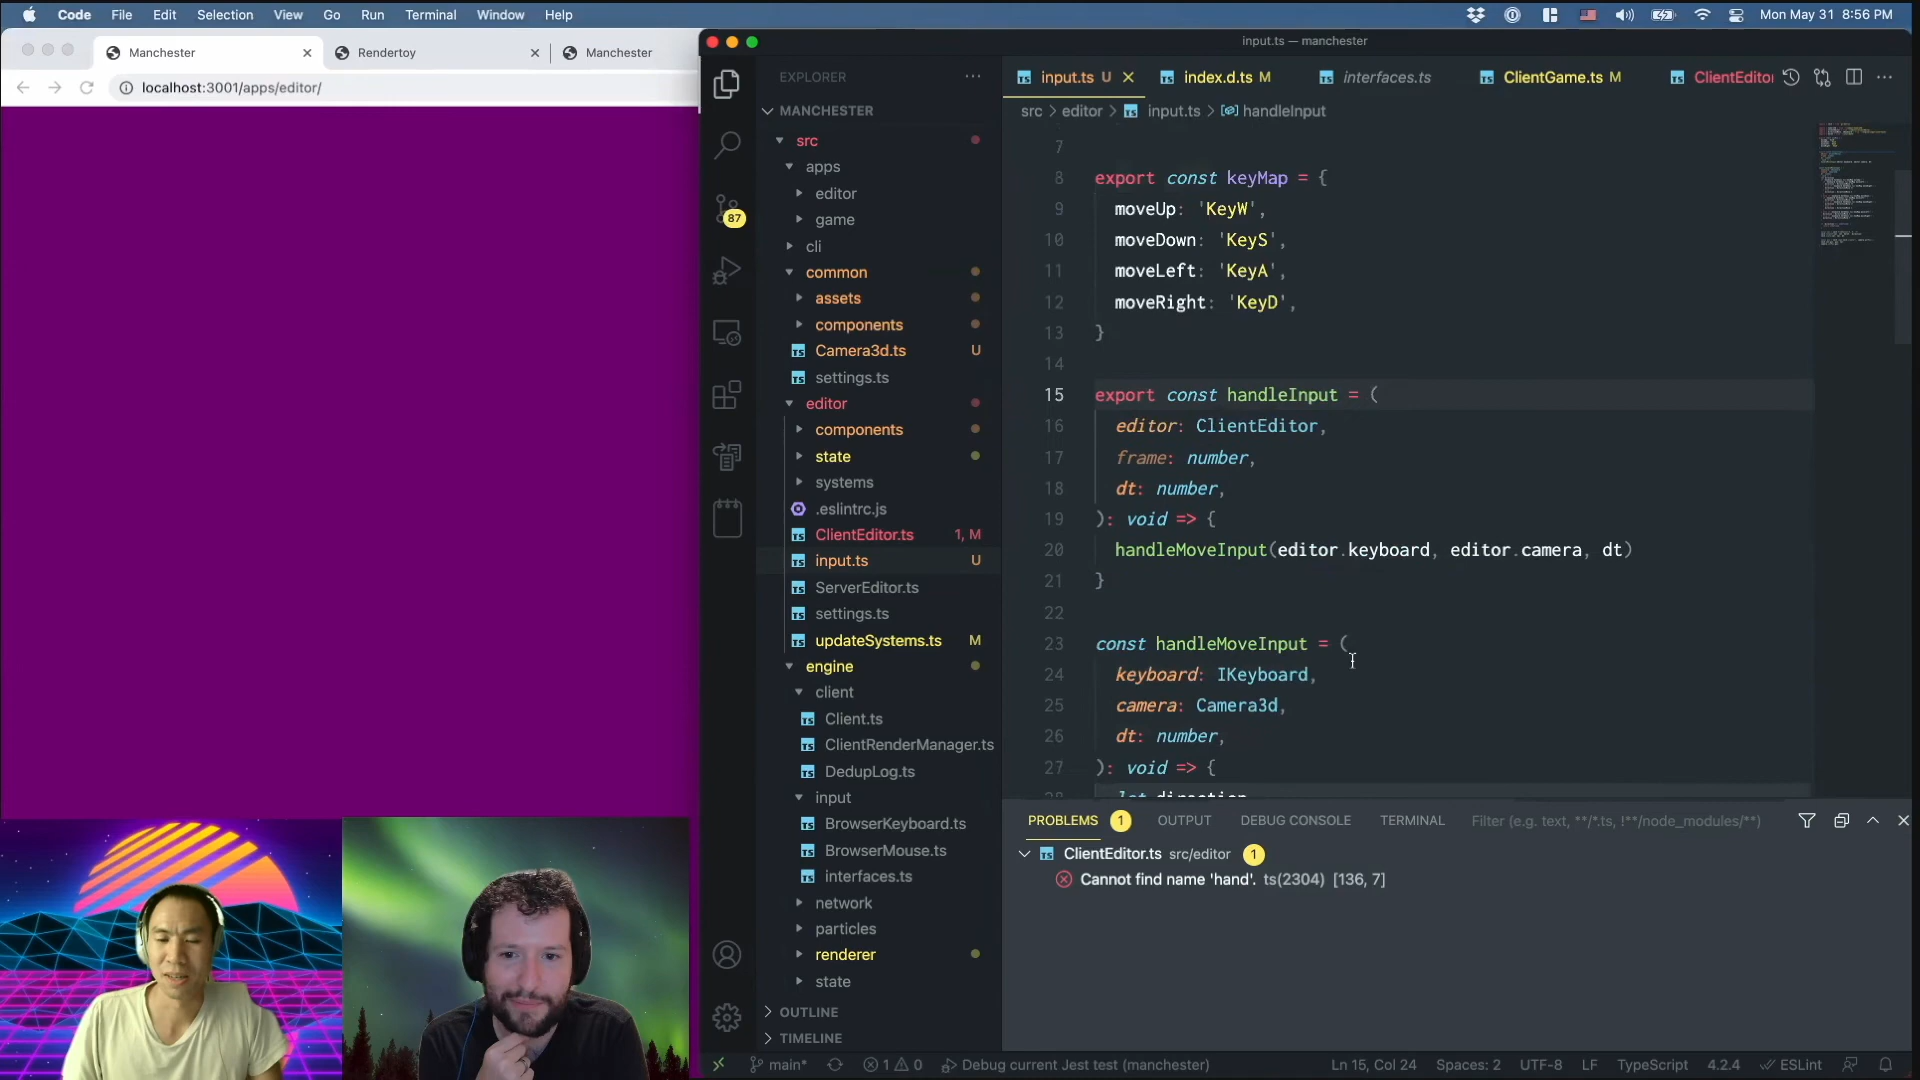 Code File Edit Selection View Go Run Terminal Window Help
Mon May 31 8:56 PM
Manchester
Rendertoy
Manchester
localhost:3001/apps/editor/
input.ts — manchester
EXPLORER
MANCHESTER
src
apps
editor
game
cli
common
assets
components
Camera3d.ts U
settings.ts
editor
components
state
systems
.eslintrc.js
ClientEditor.ts 1, M
input.ts U
ServerEditor.ts
settings.ts
updateSystems.ts M
engine
client
Client.ts
ClientRenderManager.ts
DedupLog.ts
input
BrowserKeyboard.ts
BrowserMouse.ts
interfaces.ts
network
particles
renderer
state
OUTLINE
TIMELINE
87
input.ts U
index.d.ts M
interfaces.ts
ClientGame.ts M
ClientEdito
src > editor > TS input.ts > handleInput
7
8 export const keyMap = {
9 moveUp: 'KeyW',
10 moveDown: 'KeyS',
11 moveLeft: 'KeyA',
12 moveRight: 'KeyD',
13 }
14
15 export const handleInput = (
16 editor: ClientEditor,
17 frame: number,
18 dt: number,
19 ): void => {
20 handleMoveInput(editor.keyboard, editor.camera, dt)
21 }
22
23 const handleMoveInput = (
24 keyboard: IKeyboard,
25 camera: Camera3d,
26 dt: number,
27 ): void => {
28 let direction
PROBLEMS 1 OUTPUT DEBUG CONSOLE TERMINAL Filter (e.g. text, **/*.ts, !**/node_modules/**)
ClientEditor.ts src/editor 1
Cannot find name 'hand'. ts(2304) [136, 7]
main* 1 0 Debug current Jest test (manchester) Ln 15, Col 24 Spaces: 2 UTF-8 LF TypeScript 4.2.4 ESLint